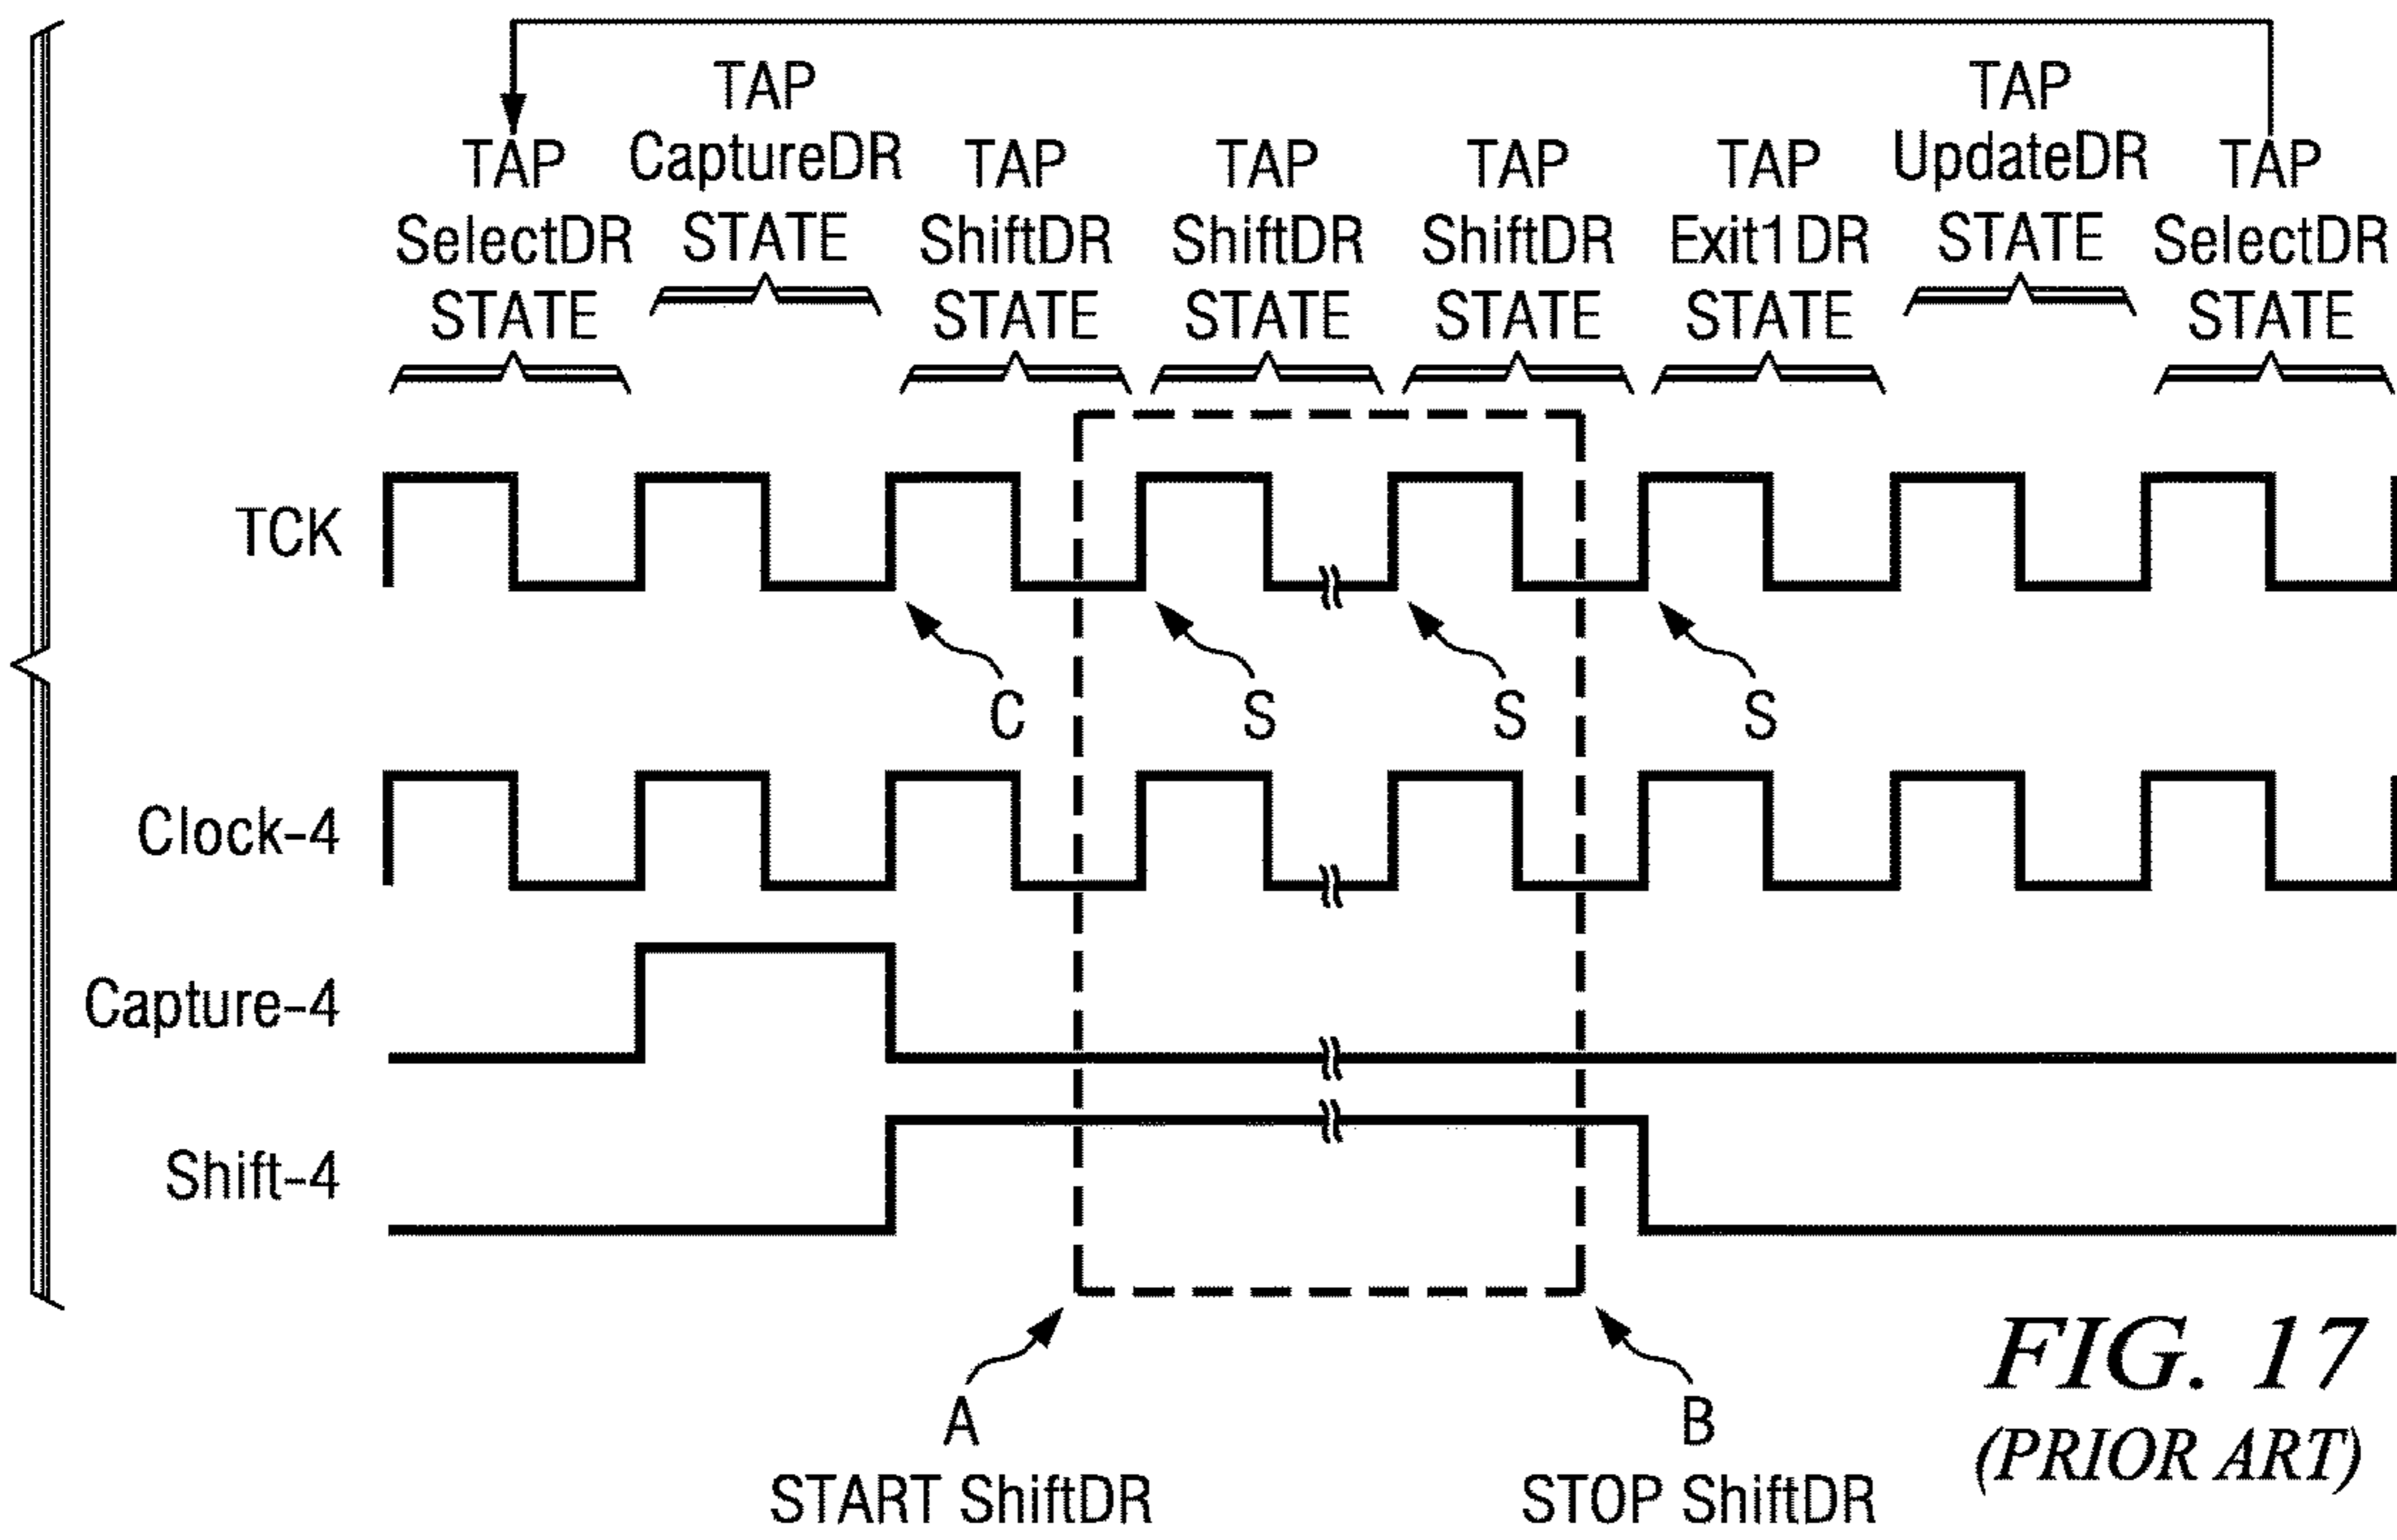 TAP
SelectDR
STATE
TAP
CaptureDR
STATE
TAP
ShiftDR
STATE
TAP
ShiftDR
STATE
TAP
ShiftDR
STATE
TAP
Exit1DR
STATE
TAP
UpdateDR
STATE
TAP
SelectDR
STATE
TCK
C
S
S
S
Clock-4
Capture-4
Shift-4
A
START ShiftDR
B
STOP ShiftDR
FIG. 17
(PRIOR ART)